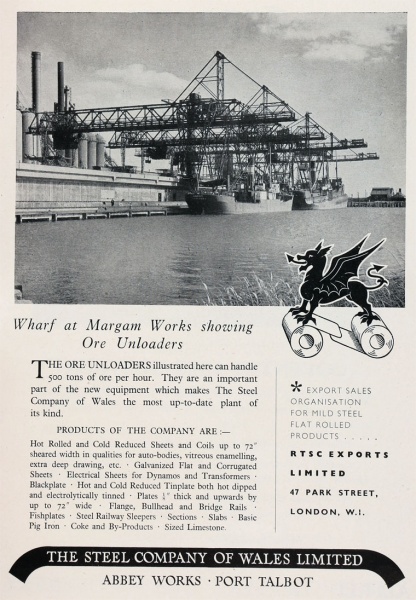 Wharf at Margam Works showing
Ore Unloaders
THE ORE UNLOADERS illustrated here can handle
500 tons of ore per hour. They are an important
part of the new equipment which makes The Steel
Company of Wales the most up-to-date plant of
its kind.
PRODUCTS OF THE COMPANY ARE :—
Hot Rolled and Cold Reduced Sheets and Coils up to 72"
sheared width in qualities for auto-bodies, vitreous enamelling,
extra deep drawing, etc. · Galvanized Flat and Corrugated
Sheets · Electrical Sheets for Dynamos and Transformers ·
Blackplate · Hot and Cold Reduced Tinplate both hot dipped
and electrolytically tinned · Plates ⅛" thick and upwards by
up to 72" wide · Flange, Bullhead and Bridge Rails ·
Fishplates · Steel Railway Sleepers · Sections · Slabs · Basic
Pig Iron · Coke and By-Products · Sized Limestone.
* EXPORT SALES
ORGANISATION
FOR MILD STEEL
FLAT ROLLED
PRODUCTS . . . . .
RTSC EXPORTS
LIMITED
47 PARK STREET,
LONDON, W.I.
THE STEEL COMPANY OF WALES LIMITED
ABBEY WORKS · PORT TALBOT